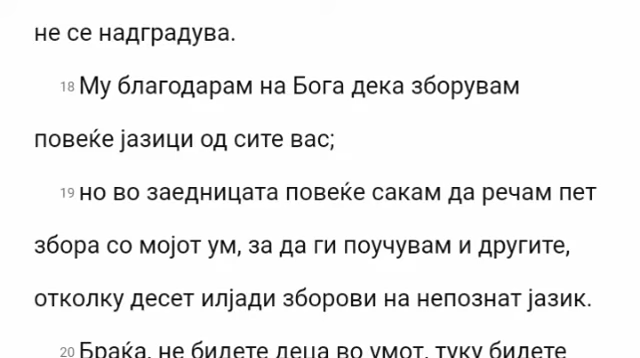 не се надградува.
18 Му благодарам на Бога дека зборувам
повеќе јазици од сите вас;
19 но во заедницата повеќе сакам да речам пет
збора со мојот ум, за да ги поучувам и другите,
отколку десет илјади зборови на непознат јазик.
20 Браќа, не бидете деца во умот, туку бидете